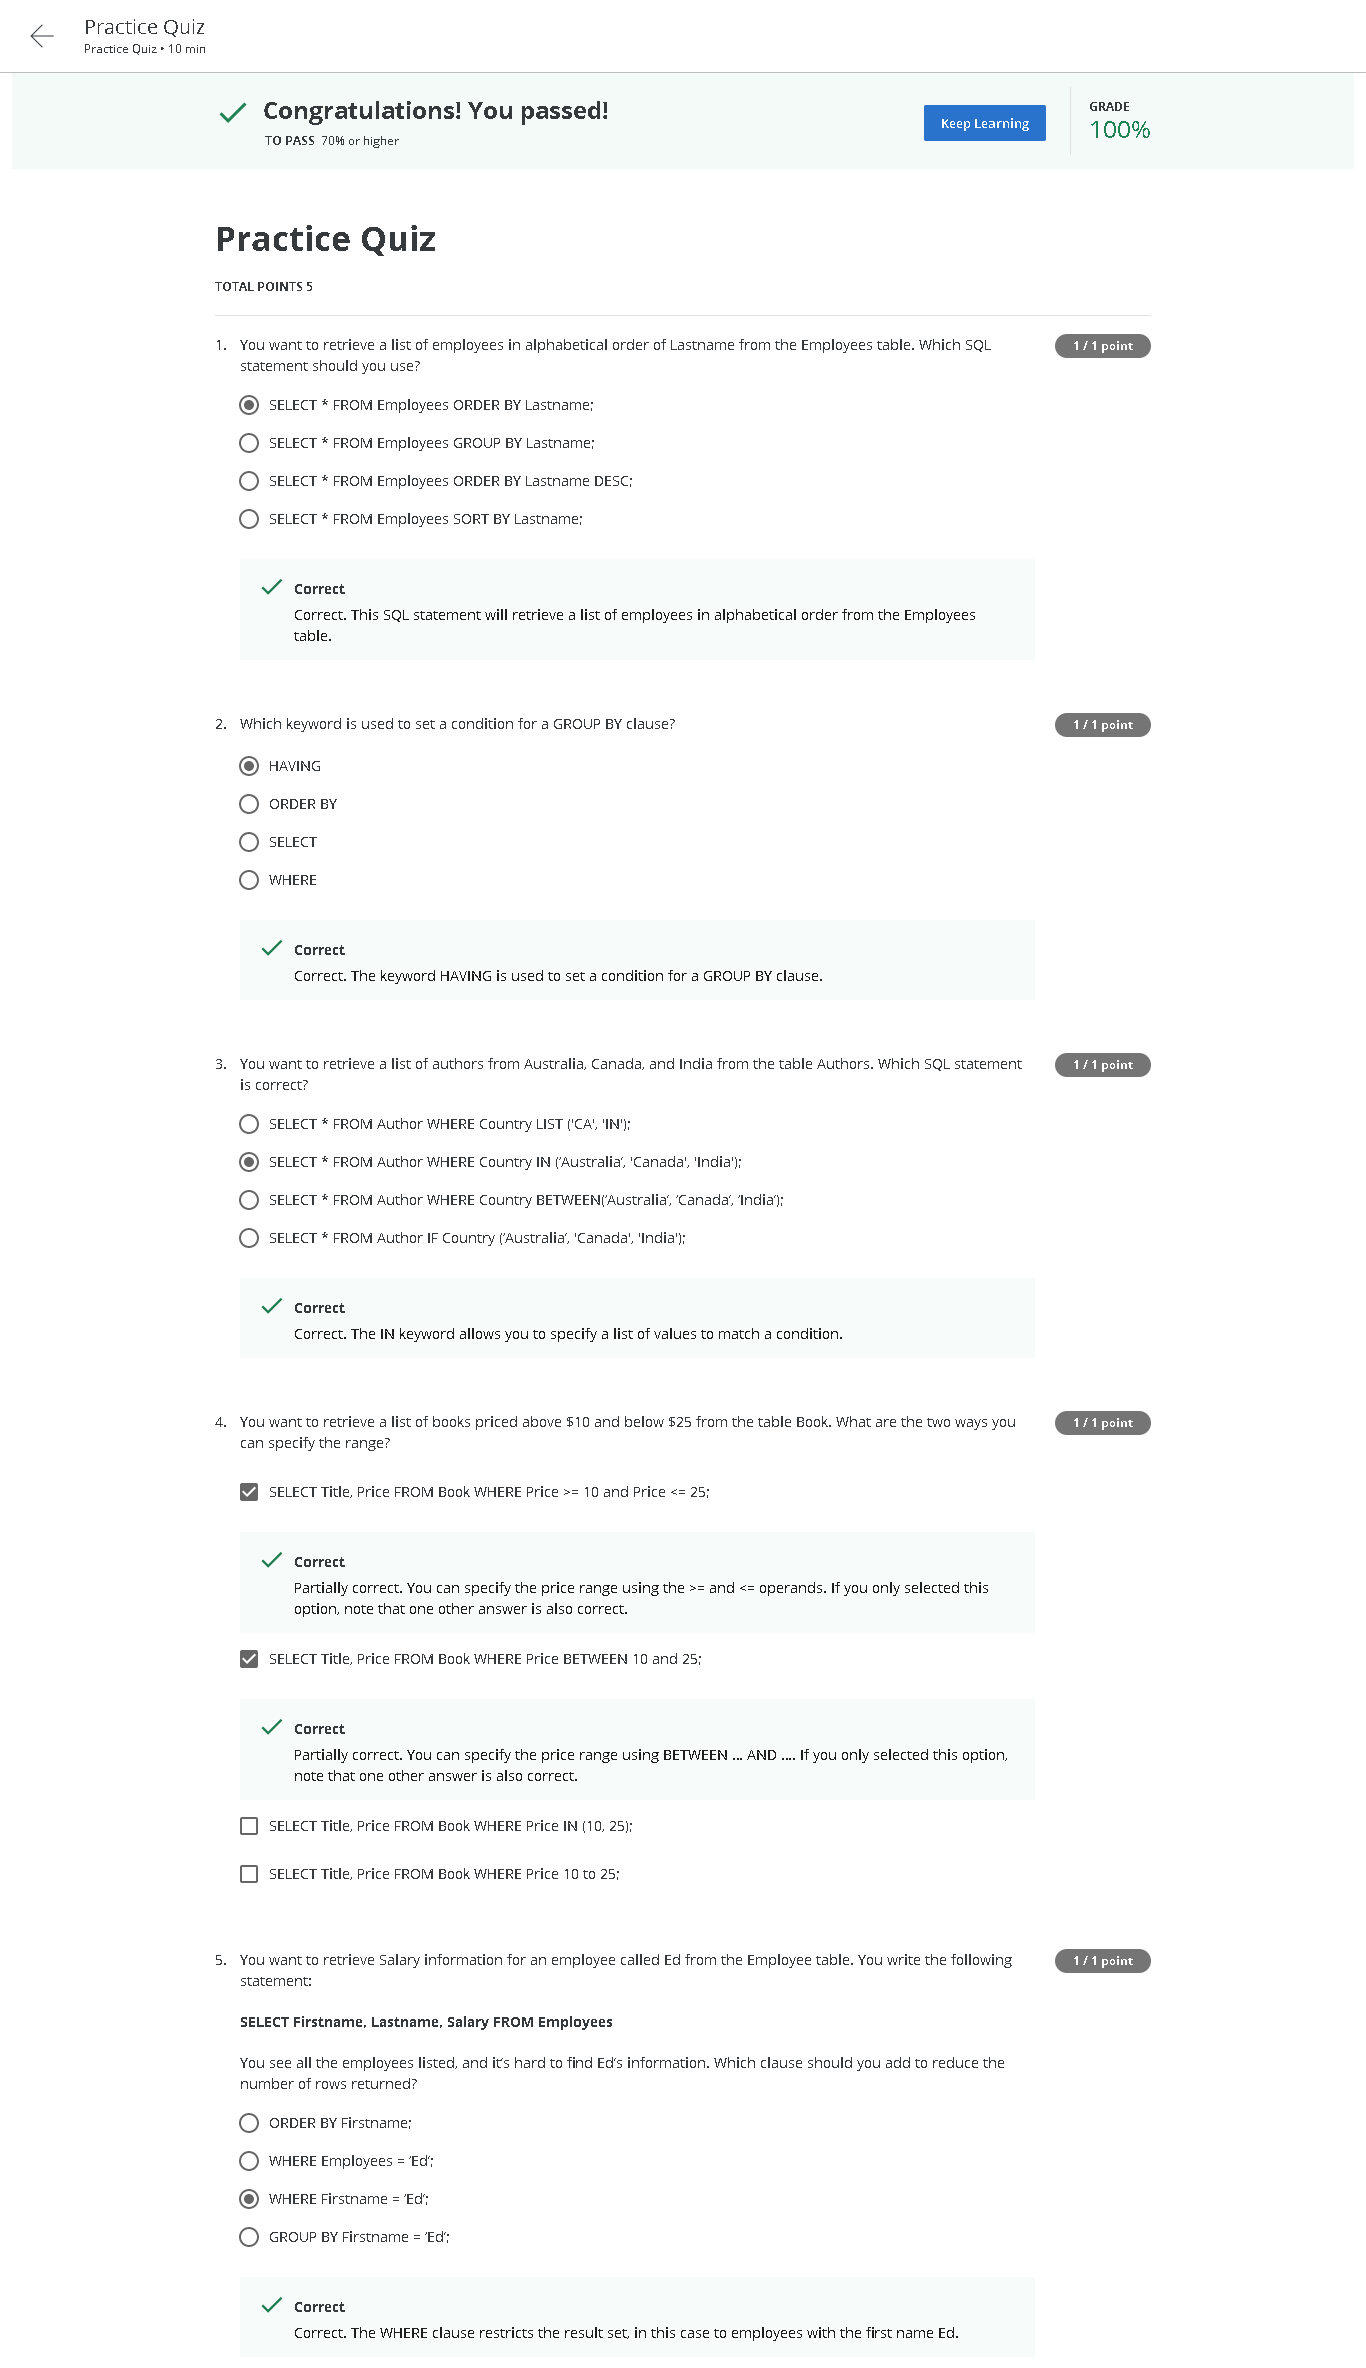 Practice Quiz
Practice Quiz • 10 min
Congratulations! You passed!
TO PASS 70% or higher
Keep Learning
GRADE
100%
Practice Quiz
TOTAL POINTS 5
1. You want to retrieve a list of employees in alphabetical order of Lastname from the Employees table. Which SQL
statement should you use?
1 / 1 point
SELECT * FROM Employees ORDER BY Lastname;
SELECT * FROM Employees GROUP BY Lastname;
SELECT * FROM Employees ORDER BY Lastname DESC;
SELECT * FROM Employees SORT BY Lastname;
Correct
Correct. This SQL statement will retrieve a list of employees in alphabetical order from the Employees
table.
2. Which keyword is used to set a condition for a GROUP BY clause?
1 / 1 point
HAVING
ORDER BY
SELECT
WHERE
Correct
Correct. The keyword HAVING is used to set a condition for a GROUP BY clause.
3. You want to retrieve a list of authors from Australia, Canada, and India from the table Authors. Which SQL statement
is correct?
1 / 1 point
SELECT * FROM Author WHERE Country LIST ('CA', 'IN');
SELECT * FROM Author WHERE Country IN (‘Australia’, 'Canada', 'India');
SELECT * FROM Author WHERE Country BETWEEN(‘Australia’, ‘Canada’, ‘India’);
SELECT * FROM Author IF Country (‘Australia’, 'Canada', 'India');
Correct
Correct. The IN keyword allows you to specify a list of values to match a condition.
4. You want to retrieve a list of books priced above $10 and below $25 from the table Book. What are the two ways you
can specify the range?
1 / 1 point
SELECT Title, Price FROM Book WHERE Price >= 10 and Price <= 25;
Correct
Partially correct. You can specify the price range using the >= and <= operands. If you only selected this
option, note that one other answer is also correct.
SELECT Title, Price FROM Book WHERE Price BETWEEN 10 and 25;
Correct
Partially correct. You can specify the price range using BETWEEN ... AND .... If you only selected this option,
note that one other answer is also correct.
SELECT Title, Price FROM Book WHERE Price IN (10, 25);
SELECT Title, Price FROM Book WHERE Price 10 to 25;
5. You want to retrieve Salary information for an employee called Ed from the Employee table. You write the following
statement:
1 / 1 point
SELECT Firstname, Lastname, Salary FROM Employees
You see all the employees listed, and it’s hard to find Ed’s information. Which clause should you add to reduce the
number of rows returned?
ORDER BY Firstname;
WHERE Employees = ‘Ed’;
WHERE Firstname = ‘Ed’;
GROUP BY Firstname = ‘Ed’;
Correct
Correct. The WHERE clause restricts the result set, in this case to employees with the first name Ed.